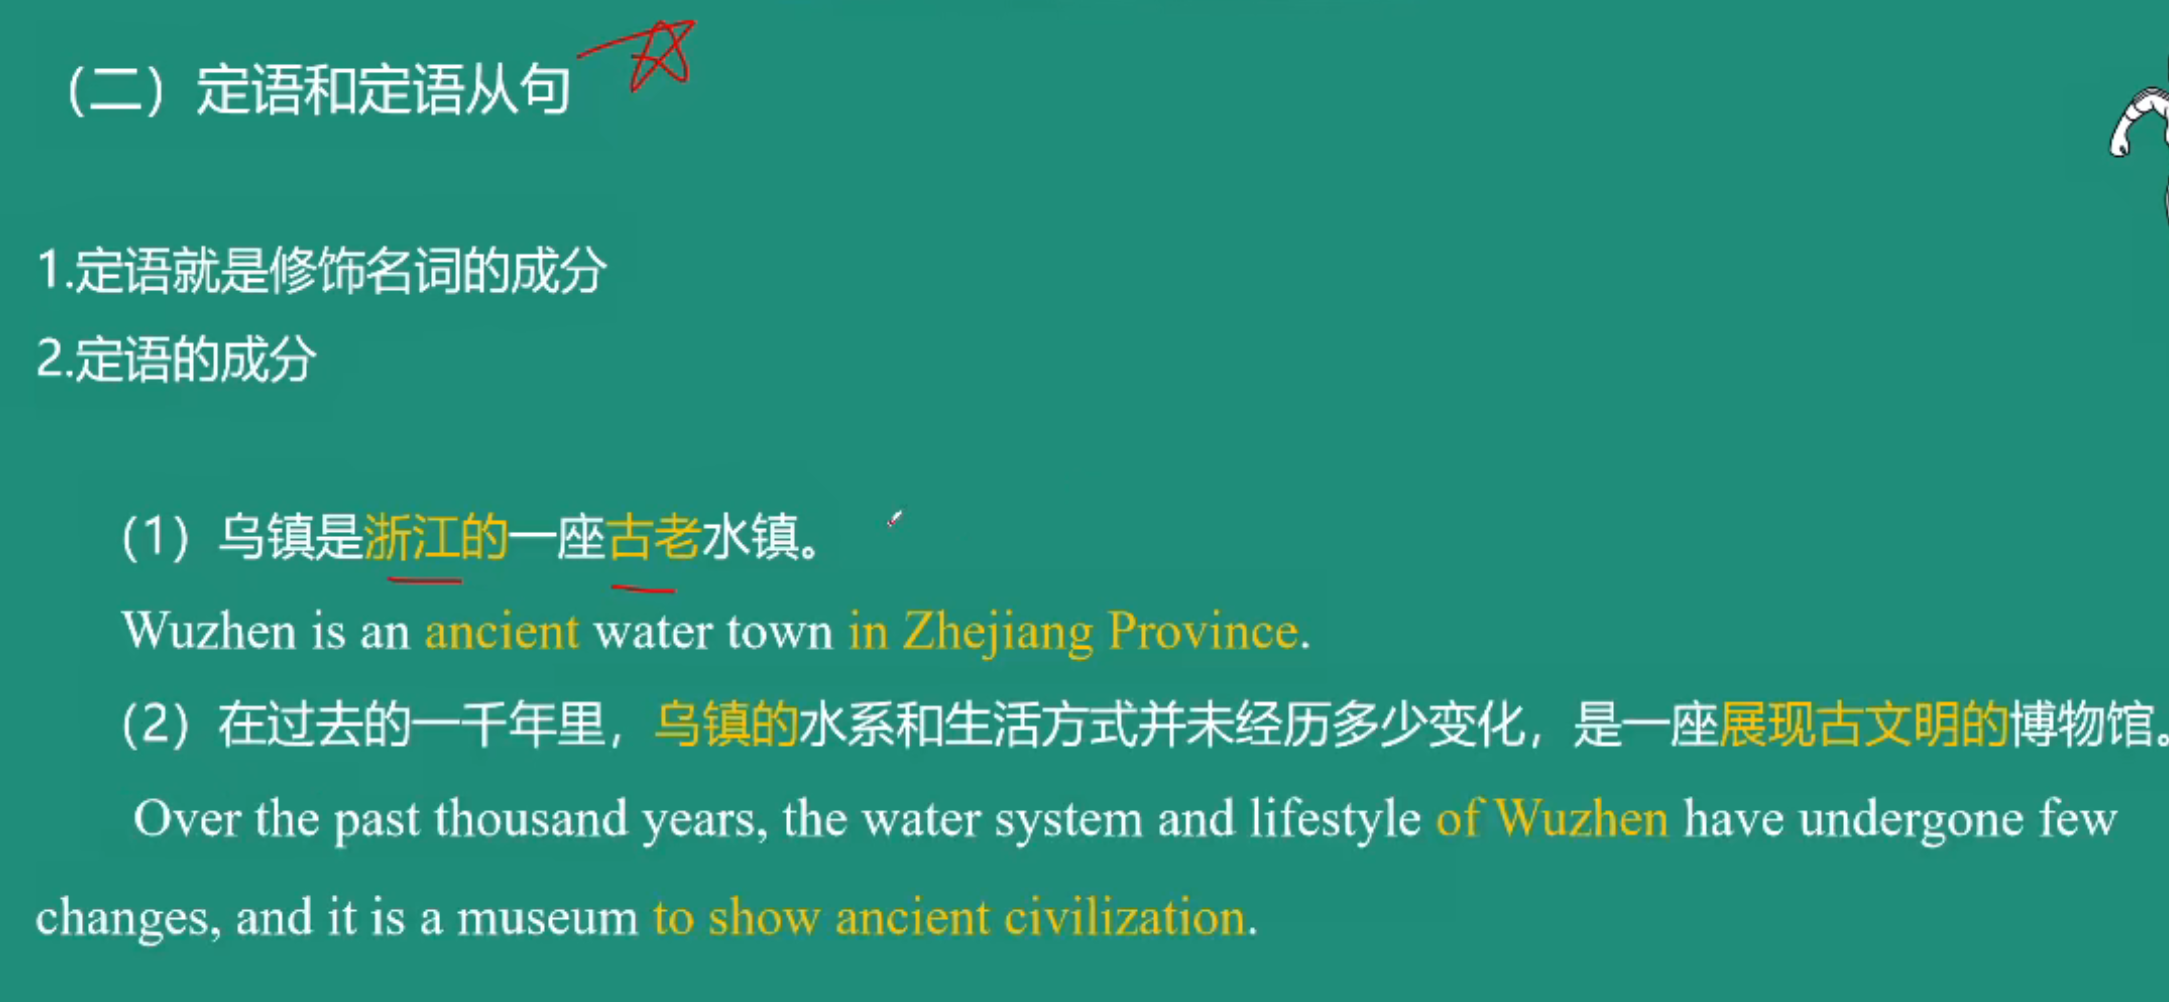 （二）定语和定语从句
1.定语就是修饰名词的成分
2.定语的成分
（1）乌镇是浙江的一座古老水镇。
Wuzhen is an ancient water town in Zhejiang Province.
（2）在过去的一千年里，乌镇的水系和生活方式并未经历多少变化，是一座展现古文明的博物馆。
Over the past thousand years, the water system and lifestyle of Wuzhen have undergone few
changes, and it is a museum to show ancient civilization.